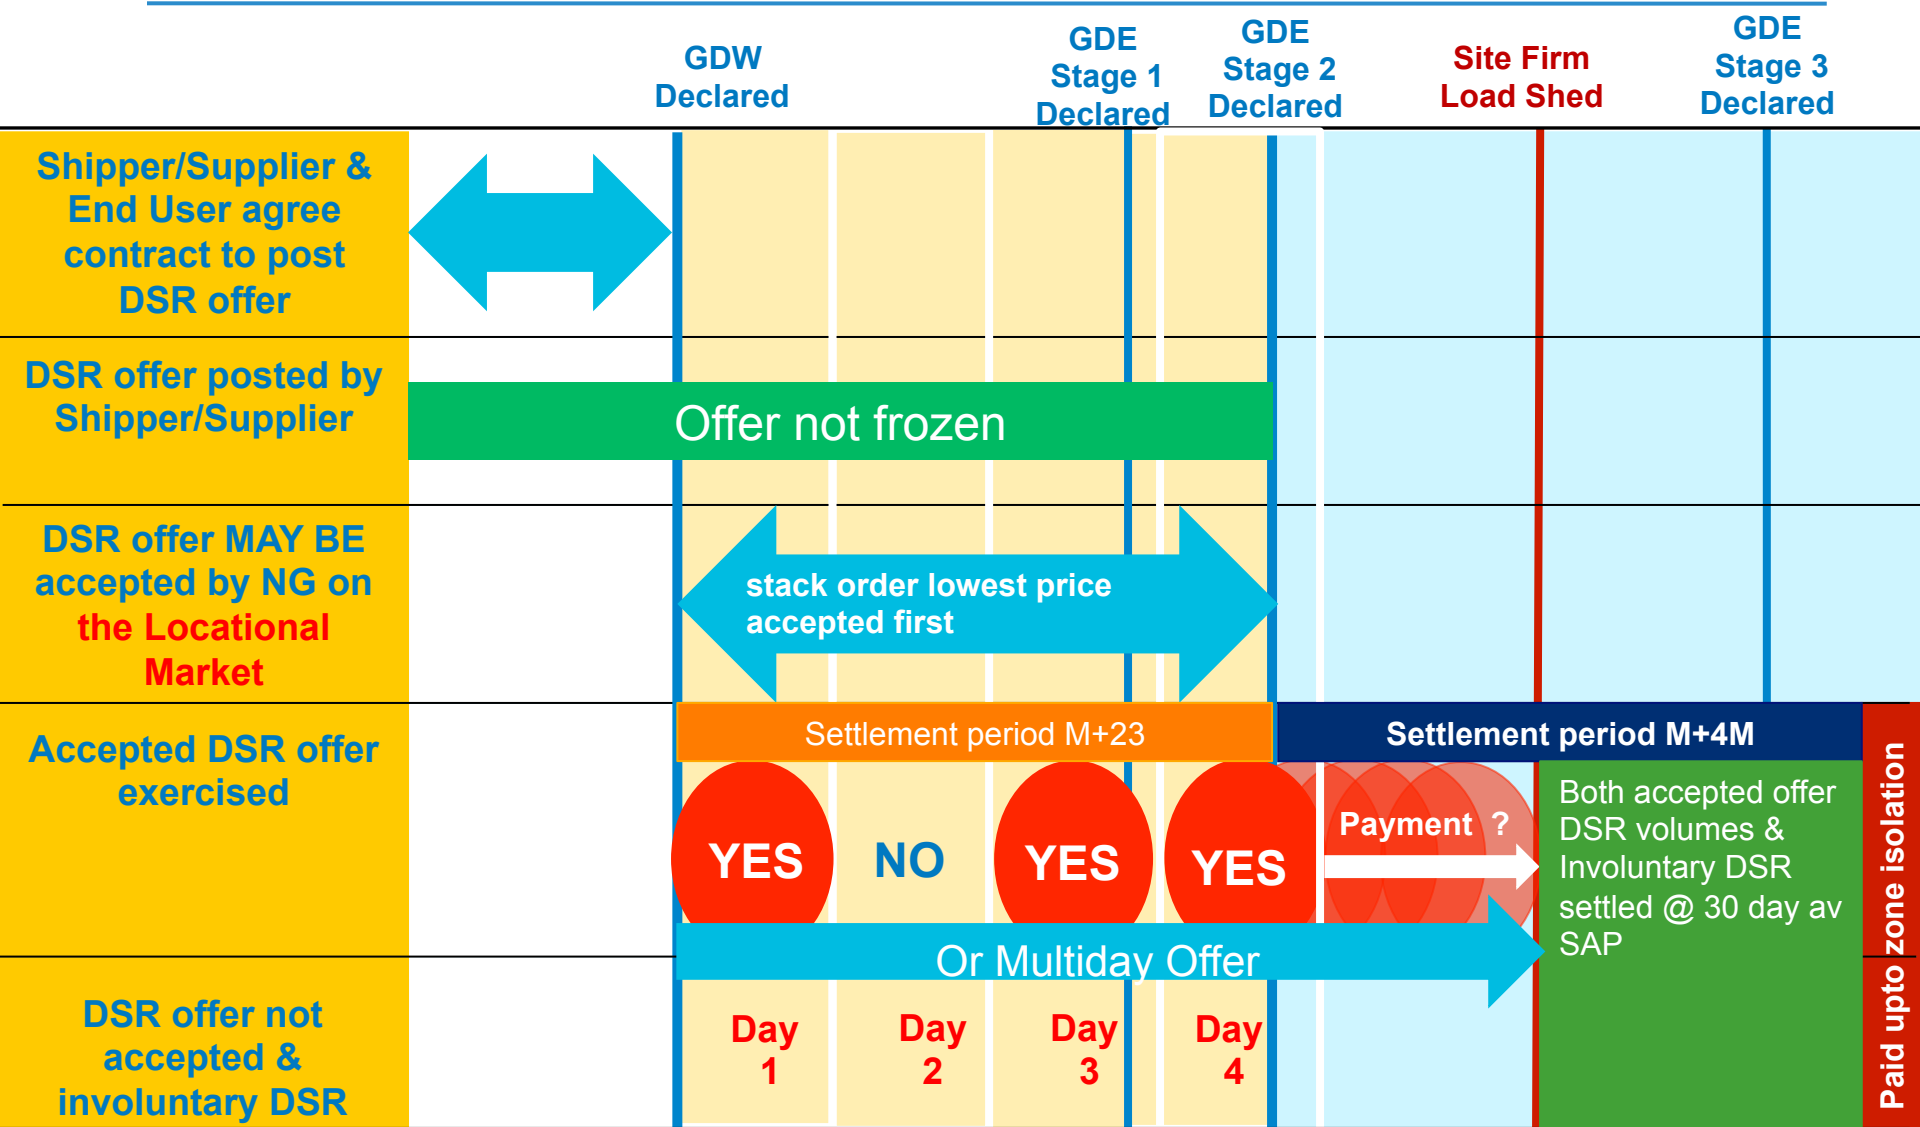 GDW
Declared
GDE
Stage 1
Declared
GDE
Stage 2
Declared
Site Firm
Load Shed
GDE
Stage 3
Declared
Shipper/Supplier &
End User agree
contract to post
DSR offer
DSR offer posted by
Shipper/Supplier
Offer not frozen
DSR offer MAY BE
accepted by NG on
the Locational
Market
stack order lowest price
accepted first
Accepted DSR offer
exercised
Settlement period M+23
Settlement period M+4M
YES
NO
YES
YES
Payment ?
Both accepted offer
DSR volumes &
Involuntary DSR
settled @ 30 day av
SAP
Paid upto zone isolation
Or Multiday Offer
DSR offer not
accepted &
involuntary DSR
Day
1
Day
2
Day
3
Day
4